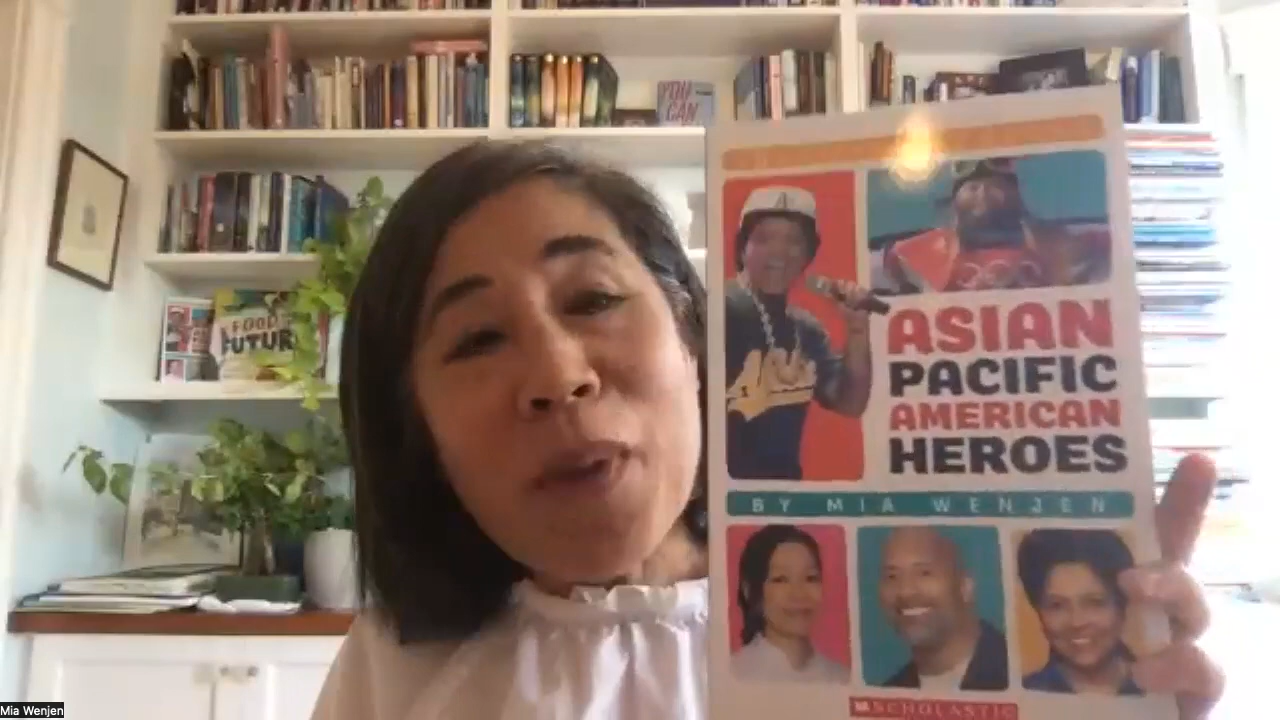 YOU
CAN
FOOD
FUTUR
ASIAN
PACIFIC
AMERICAN
HEROES
BY MIA WENJEN
SCHOLASTIC
Mia Wenjen